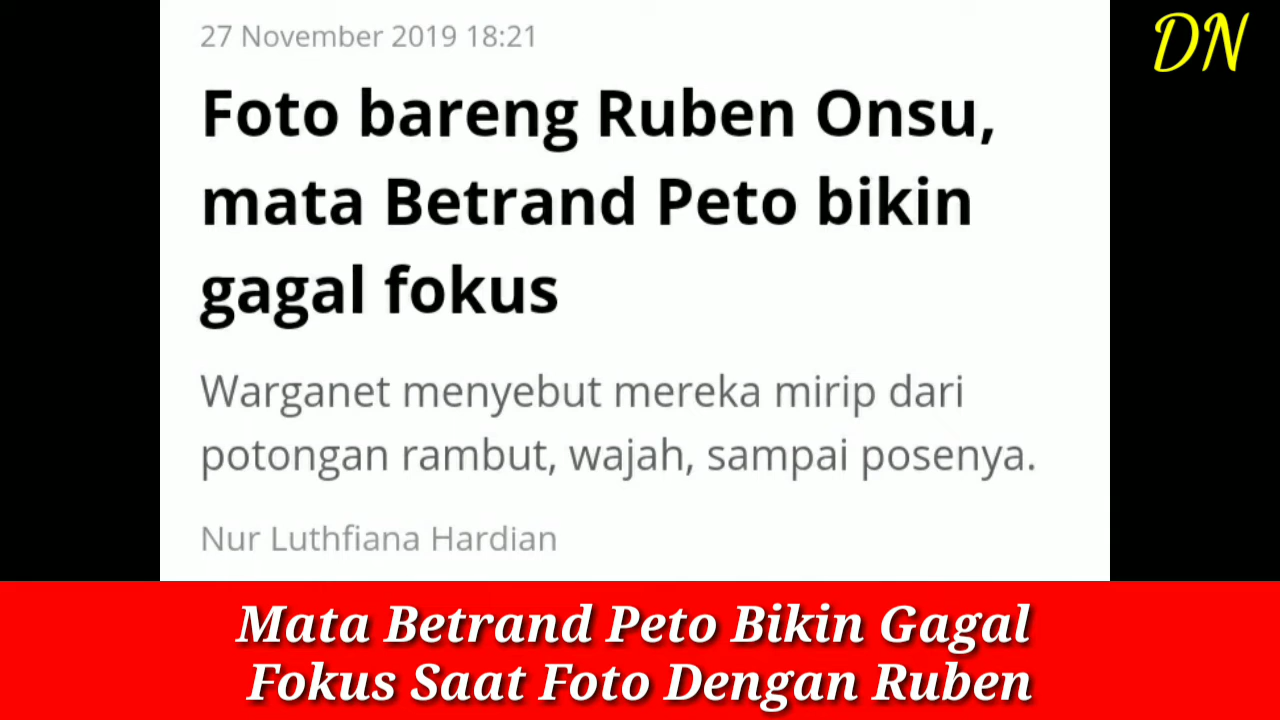 27 November 2019 18:21
DN
Foto bareng Ruben Onsu,
mata Betrand Peto bikin
gagal fokus
Warganet menyebut mereka mirip dari
potongan rambut, wajah, sampai posenya.
Nur Luthfiana Hardian
Mata Betrand Peto Bikin Gagal
Fokus Saat Foto Dengan Ruben